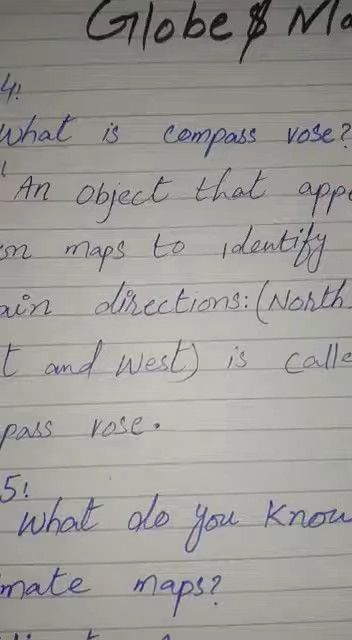 Globe & Ma
4!
What is compass rose?
An object that appe
on maps to identify
ain directions:(North
t and West) is calle
pass rose.
5!
What do you know
mate maps?